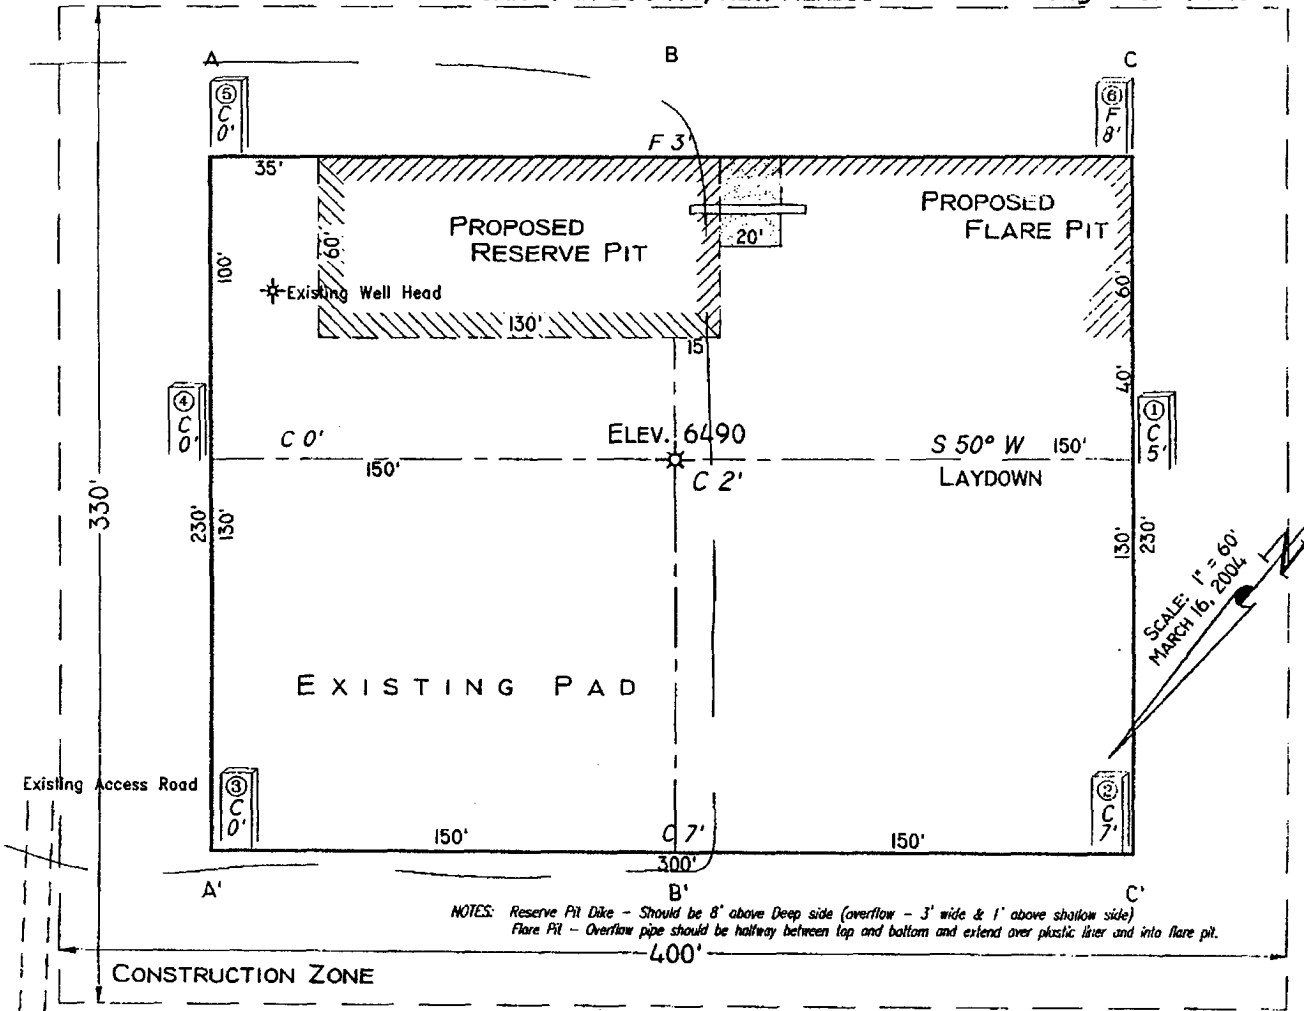 A
B
C
⑤
C
0'
⑥
F
8'
F 3'
35'
PROPOSED
RESERVE PIT
PROPOSED
FLARE PIT
20'
60'
100'
Existing Well Head
60'
130'
15'
40'
④
C
0'
①
C
5'
C 0'
ELEV. 6490
S 50° W
150'
150'
C 2'
LAYDOWN
330'
230'
130'
130'
230'
SCALE: 1" = 60'
MARCH 16, 2004
EXISTING PAD
Existing Access Road
③
C
0'
②
C
7'
150'
C 7'
150'
300'
A'
B'
C'
NOTES: Reserve Pit Dike - Should be 8' above Deep side (overflow - 3' wide & 1' above shallow side)
Flare Pit - Overflow pipe should be halfway between top and bottom and extend over plastic liner and into flare pit.
400'
CONSTRUCTION ZONE